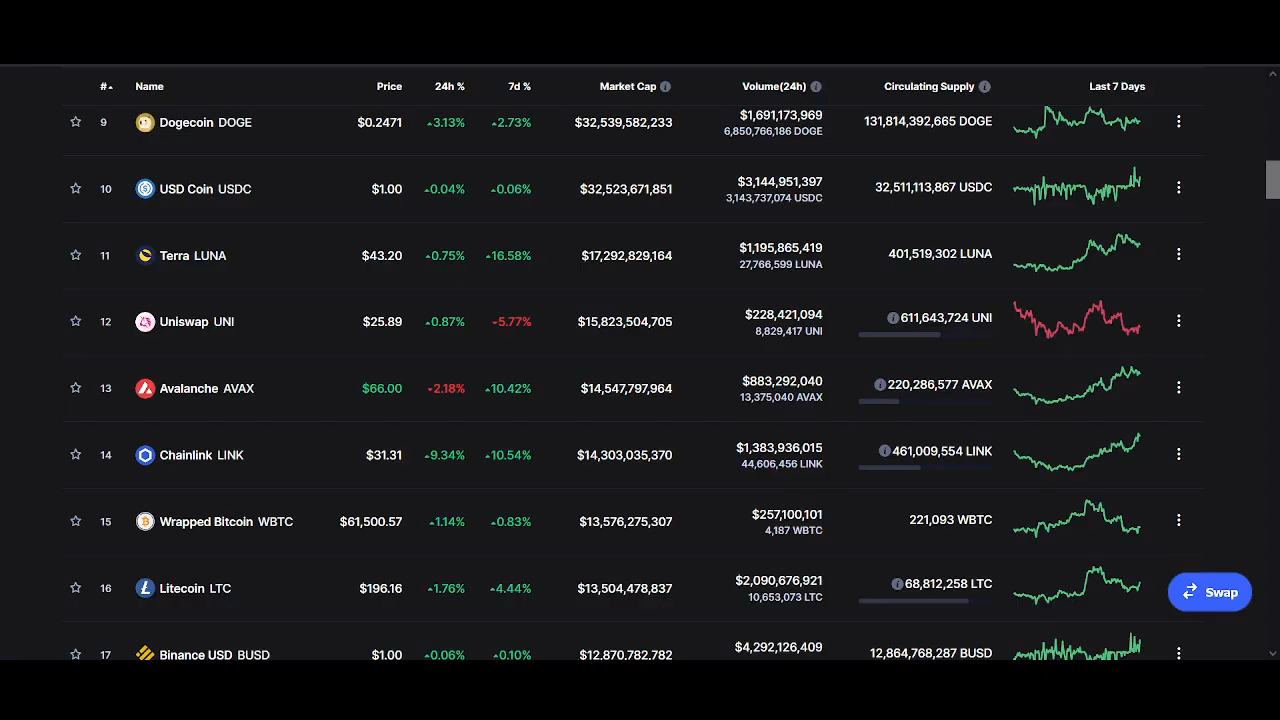 # Name Price 24h % 7d % Market Cap Volume(24h) Circulating Supply Last 7 Days
9 Dogecoin DOGE $0.2471 3.13% 2.73% $32,539,582,233 $1,691,173,969 131,814,392,665 DOGE
6,850,766,186 DOGE
10 USD Coin USDC $1.00 0.04% 0.06% $32,523,671,851 $3,144,951,397 32,511,113,867 USDC
3,143,737,074 USDC
11 Terra LUNA $43.20 0.75% 16.58% $17,292,829,164 $1,195,865,419 401,519,302 LUNA
27,766,599 LUNA
12 Uniswap UNI $25.89 0.87% 5.77% $15,823,504,705 $228,421,094 611,643,724 UNI
8,829,417 UNI
13 Avalanche AVAX $66.00 2.18% 10.42% $14,547,797,964 $883,292,040 220,286,577 AVAX
13,375,040 AVAX
14 Chainlink LINK $31.31 9.34% 10.54% $14,303,035,370 $1,383,936,015 461,009,554 LINK
44,606,456 LINK
15 Wrapped Bitcoin WBTC $61,500.57 1.14% 0.83% $13,576,275,307 $257,100,101 221,093 WBTC
4,187 WBTC
16 Litecoin LTC $196.16 1.76% 4.44% $13,504,478,837 $2,090,676,921 68,812,258 LTC
10,653,073 LTC
Swap
17 Binance USD BUSD $1.00 0.06% 0.10% $12,870,782,782 $4,292,126,409 12,864,768,287 BUSD